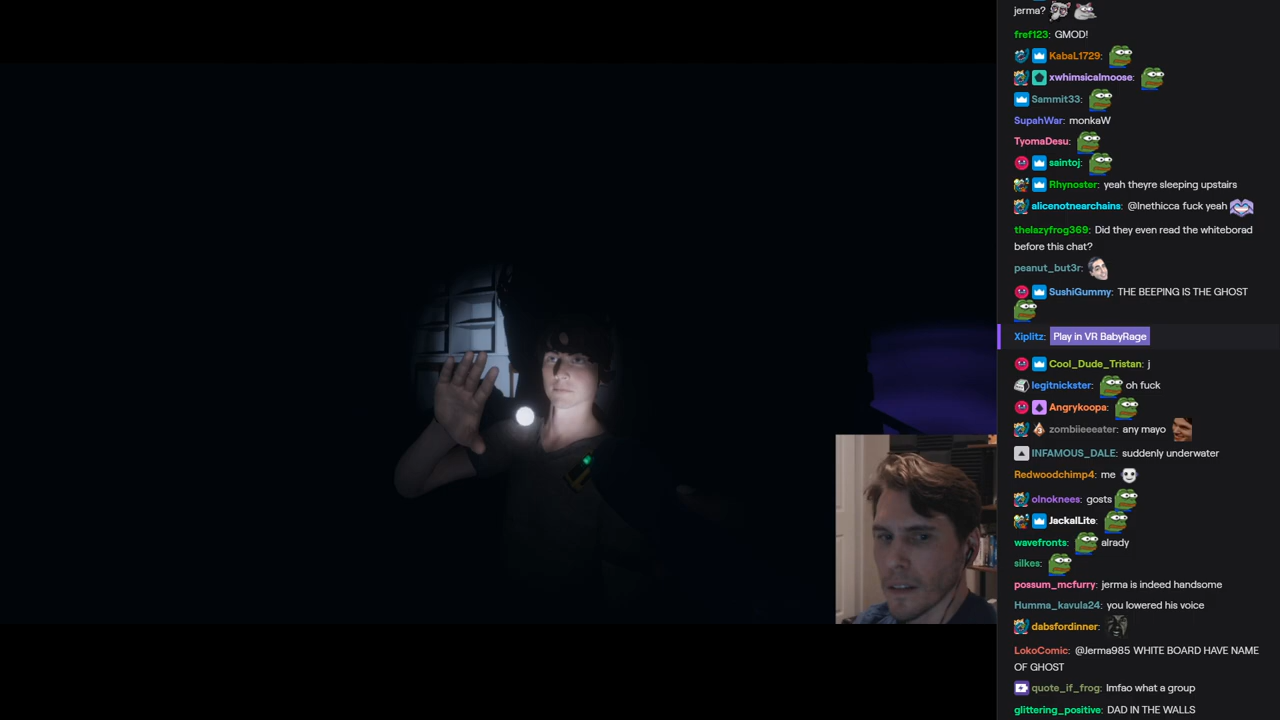 jerma?
fref123: GMOD!
KabaL1729:
xwhimsicalmoose:
Sammit33:
SupahWar: monkaW
TyomaDesu:
saintoj:
Rhynoster: yeah theyre sleeping upstairs
alicenotnearchains: @Inethicca fuck yeah
thelazyfrog369: Did they even read the whiteborad
before this chat?
peanut_but3r:
SushiGummy: THE BEEPING IS THE GHOST
Xiplitz: Play in VR BabyRage
Cool_Dude_Tristan: j
legitnickster: oh fuck
Angrykoopa:
zombiieeeater: any mayo
INFAMOUS_DALE: suddenly underwater
Redwoodchimp4: me
olnoknees: gosts
JackalLite:
wavefronts: alrady
silkes:
possum_mcfurry: jerma is indeed handsome
Humma_kavula24: you lowered his voice
dabsfordinner:
LokoComic: @Jerma985 WHITE BOARD HAVE NAME
OF GHOST
quote_if_frog: lmfao what a group
glittering_positive: DAD IN THE WALLS